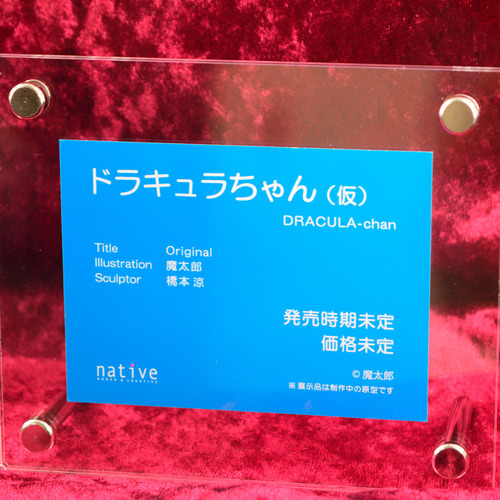 ドラキュラちゃん（仮）
DRACULA-chan
Title Original
Illustration 魔太郎
Sculptor 橋本 涼
発売時期未定
価格未定
© 魔太郎
※ 展示品は制作中の原型です
native